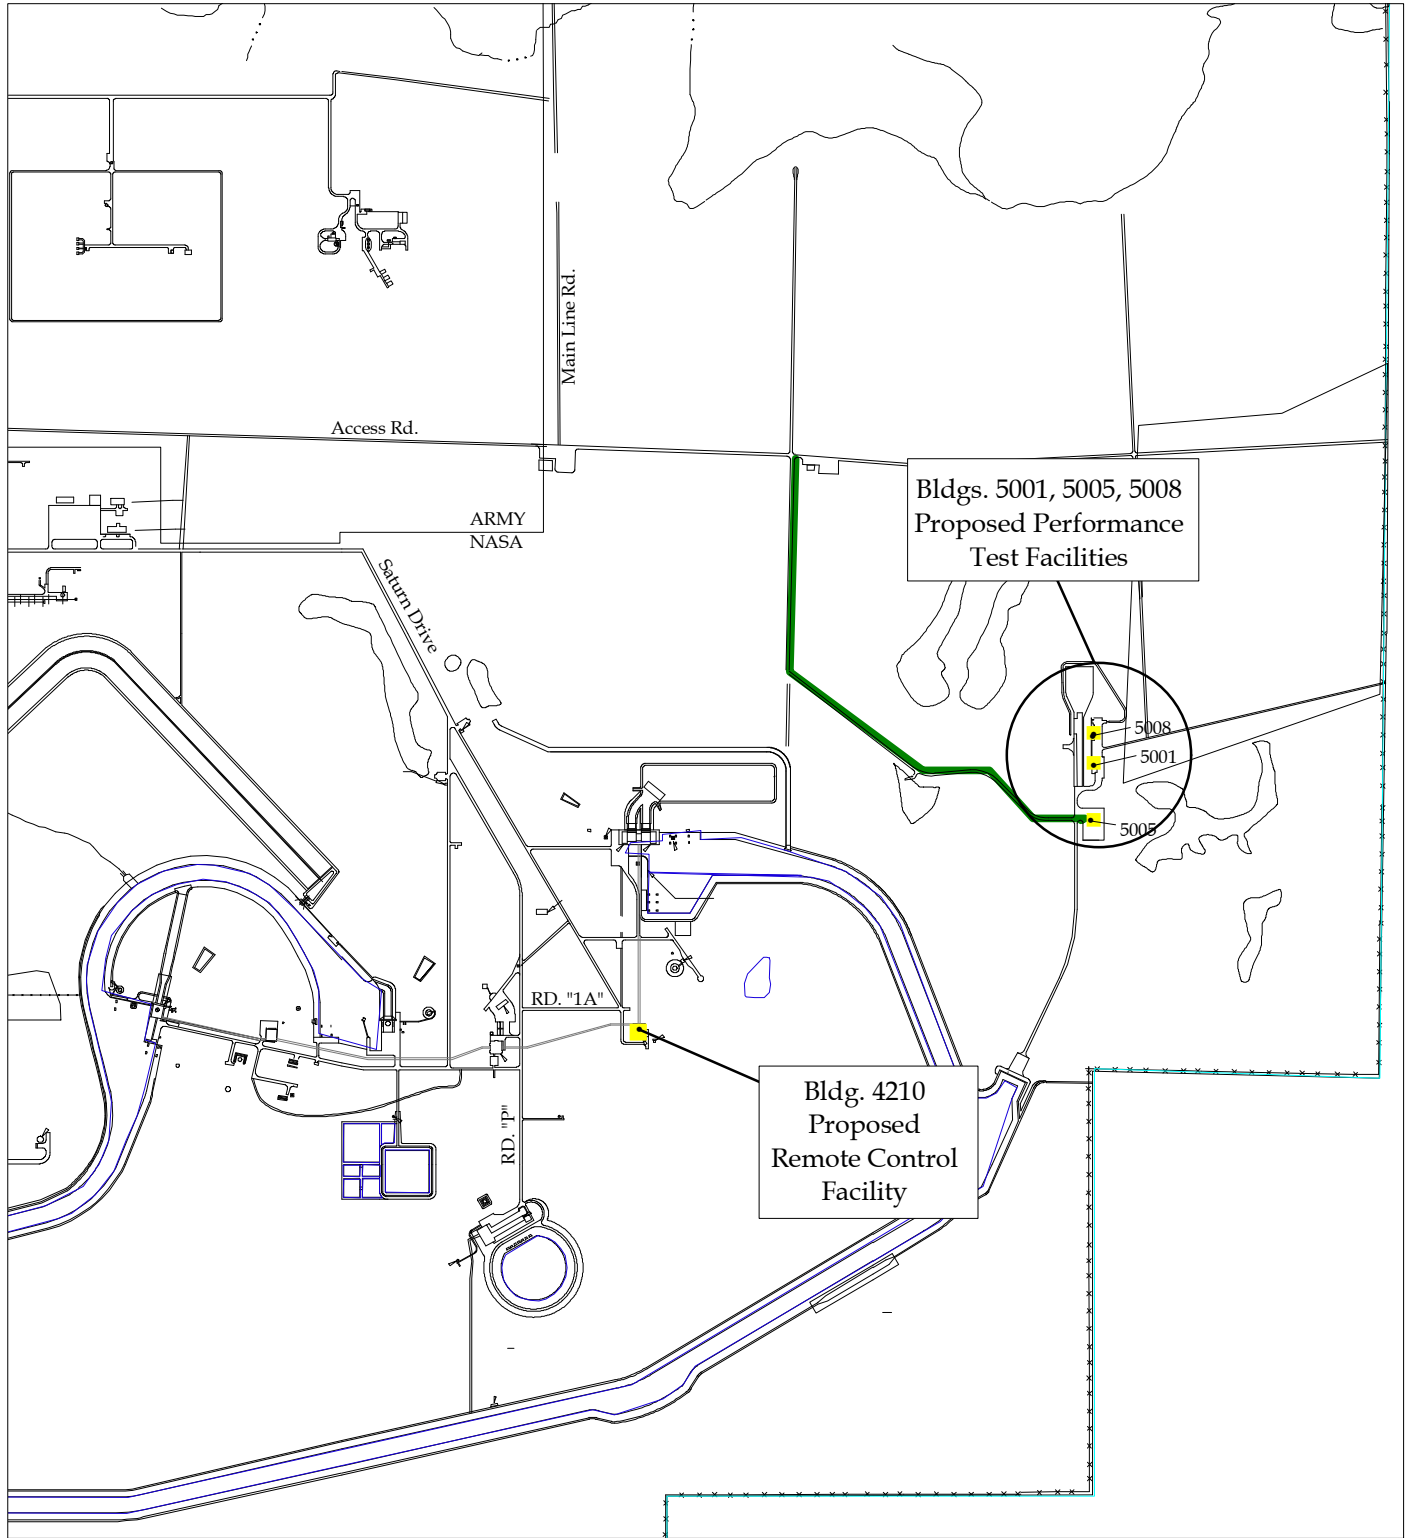 Main Line Rd.
Access Rd.
Bldgs. 5001, 5005, 5008
Proposed Performance
Test Facilities
ARMY
NASA
Saturn Drive
5008
5001
5005
RD. "1A"
Bldg. 4210
Proposed
Remote Control
Facility
RD. "P"